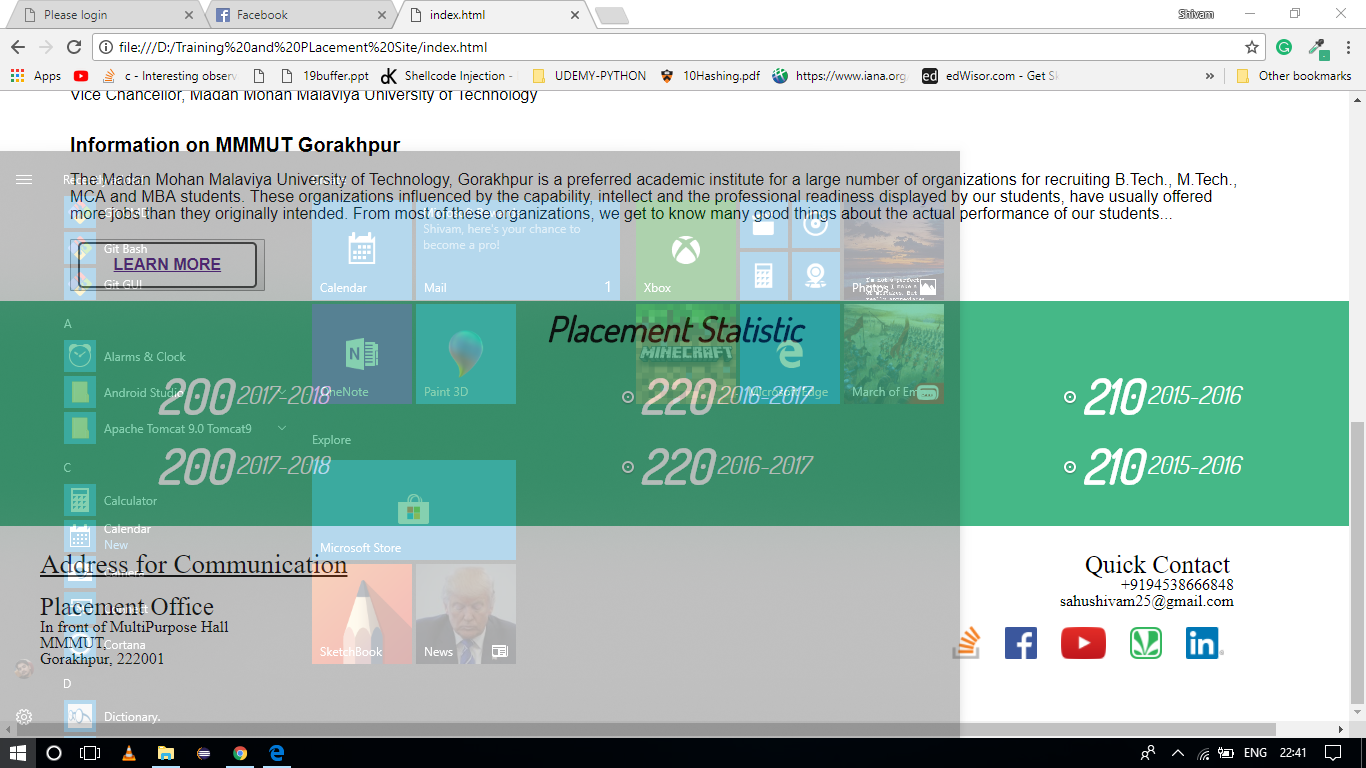 Please login
Facebook
index.html
Shivam
file:///D:/Training%20and%20PLacement%20Site/index.html
Apps
c - Interesting observ
19buffer.ppt
Shellcode Injection -
UDEMY-PYTHON
10Hashing.pdf
https://www.iana.org
edWisor.com - Get Sk
»
Other bookmarks
Vice Chancellor, Madan Mohan Malaviya University of Technology
Information on MMMUT Gorakhpur
The Madan Mohan Malaviya University of Technology, Gorakhpur is a preferred academic institute for a large number of organizations for recruiting B.Tech., M.Tech.,
MCA and MBA students. These organizations influenced by the capability, intellect and the professional readiness displayed by our students, have usually offered
more jobs than they originally intended. From most of these organizations, we get to know many good things about the actual performance of our students...
LEARN MORE
Git Bash
Git GUI
A
Alarms & Clock
Android Studio
Apache Tomcat 9.0 Tomcat9
C
Calculator
Calendar
New
Cortana
D
Dictionary.
Shivam, here's your chance to
become a pro!
Calendar
Mail
1
Xbox
Photos
OneNote
Paint 3D
MINECRAFT
Microsoft Edge
March of Em
Explore
Microsoft Store
SketchBook
News
Placement Statistic
200 2017-2018
220 2016-2017
210 2015-2016
200 2017-2018
220 2016-2017
210 2015-2016
Address for Communication
Placement Office
In front of MultiPurpose Hall
MMMUT,
Gorakhpur, 222001
Quick Contact
+9194538666848
sahushivam25@gmail.com
ENG
22:41